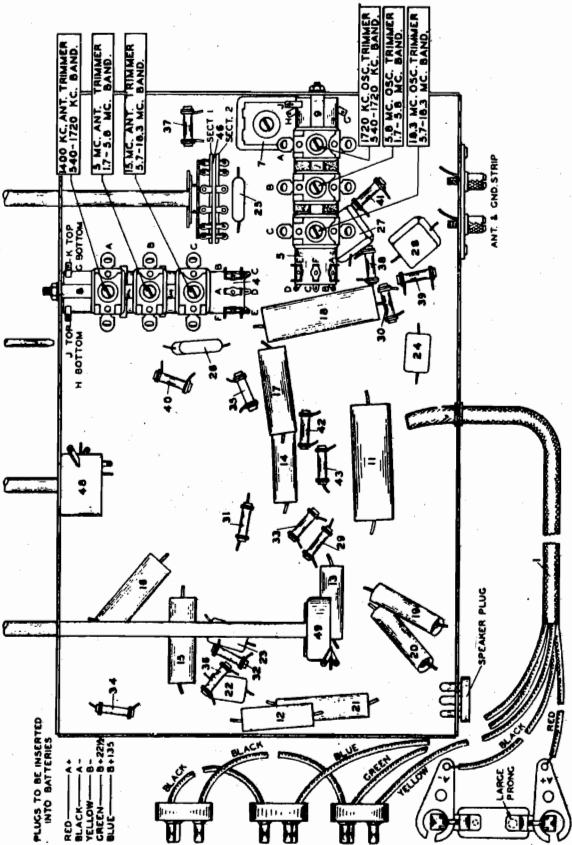 1400 KC. ANT. TRIMMER
540-1720 KC. BAND.
5 MC. ANT. TRIMMER
1.7-5.8 MC. BAND.
15 MC. ANT. TRIMMER
5.7-18.3 MC. BAND.
1720 KC. OSC. TRIMMER
540-1720 KC. BAND.
5.8 MC. OSC. TRIMMER
1.7-5.8 MC. BAND.
18.3 MC. OSC. TRIMMER
5.7-18.3 MC. BAND.
37
SECT. 1
46
SECT. 2
7
J
H
9
G
A
B
C
25
41
27
5
D
C
F
B
38
28
39
30
18
24
ANT. & GND. STRIP
K TOP
G BOTTOM
8
A
B
C
J TOP
H BOTTOM
B
C
A
4
D
F
E
26
40
35
17
42
14
43
11
48
31
33
29
16
15
13
49
19
20
36
23
32
22
34
12
21
SPEAKER PLUG
1
PLUGS TO BE INSERTED
INTO BATTERIES
RED A+
BLACK A-
YELLOW B-
GREEN B+22½
BLUE B+135
BLACK
BLACK
BLUE
GREEN
YELLOW
BLACK
RED
LARGE
PRONG
A
+